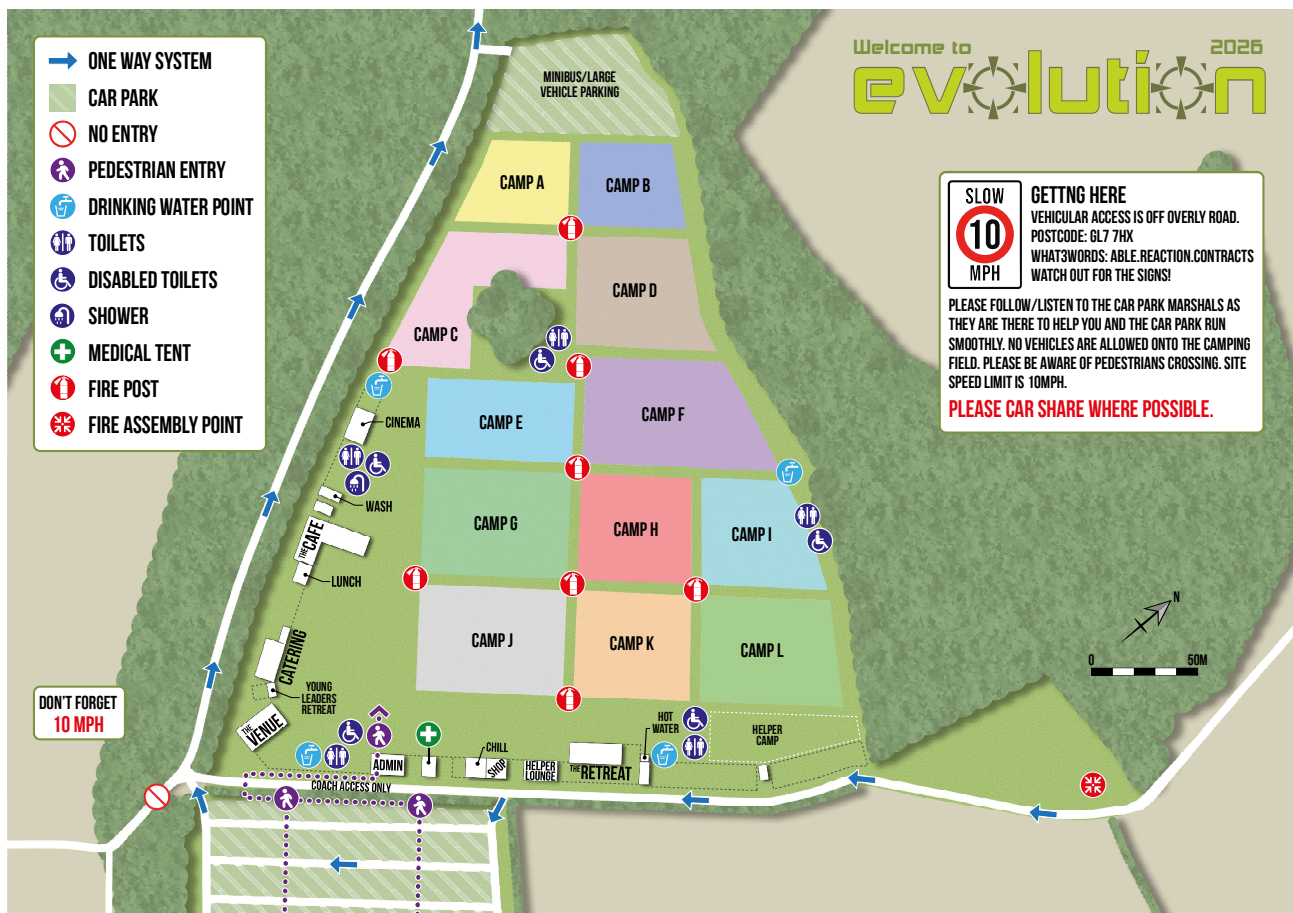 ONE WAY SYSTEM
CAR PARK
NO ENTRY
PEDESTRIAN ENTRY
DRINKING WATER POINT
TOILETS
DISABLED TOILETS
SHOWER
MEDICAL TENT
FIRE POST
FIRE ASSEMBLY POINT
Welcome to
2026
evolution
SLOW
10
MPH
GETTNG HERE
VEHICULAR ACCESS IS OFF OVERLY ROAD.
POSTCODE: GL7 7HX
WHAT3WORDS: ABLE.REACTION.CONTRACTS
WATCH OUT FOR THE SIGNS!
PLEASE FOLLOW/LISTEN TO THE CAR PARK MARSHALS AS
THEY ARE THERE TO HELP YOU AND THE CAR PARK RUN
SMOOTHLY. NO VEHICLES ARE ALLOWED ONTO THE CAMPING
FIELD. PLEASE BE AWARE OF PEDESTRIANS CROSSING. SITE
SPEED LIMIT IS 10MPH.
PLEASE CAR SHARE WHERE POSSIBLE.
MINIBUS/LARGE
VEHICLE PARKING
CAMP A
CAMP B
CAMP C
CAMP D
CAMP E
CAMP F
CAMP G
CAMP H
CAMP I
CAMP J
CAMP K
CAMP L
CINEMA
WASH
THE CAFE
LUNCH
CATERING
YOUNG
LEADERS
RETREAT
THE VENUE
DON'T FORGET
10 MPH
ADMIN
CHILL
SHOP
HELPER
LOUNGE
THE RETREAT
HOT
WATER
HELPER
CAMP
COACH ACCESS ONLY
N
0
50M